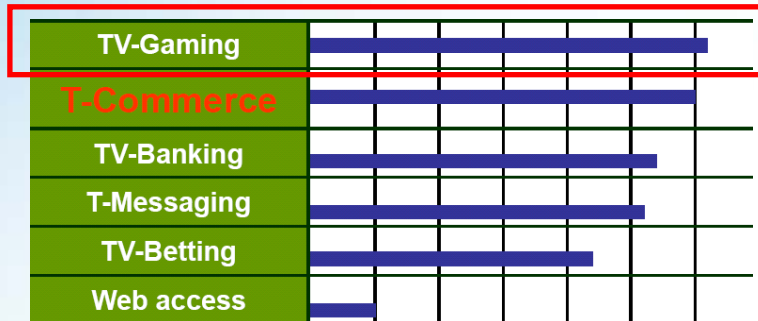 TV-Gaming
T-Commerce
TV-Banking
T-Messaging
TV-Betting
Web access